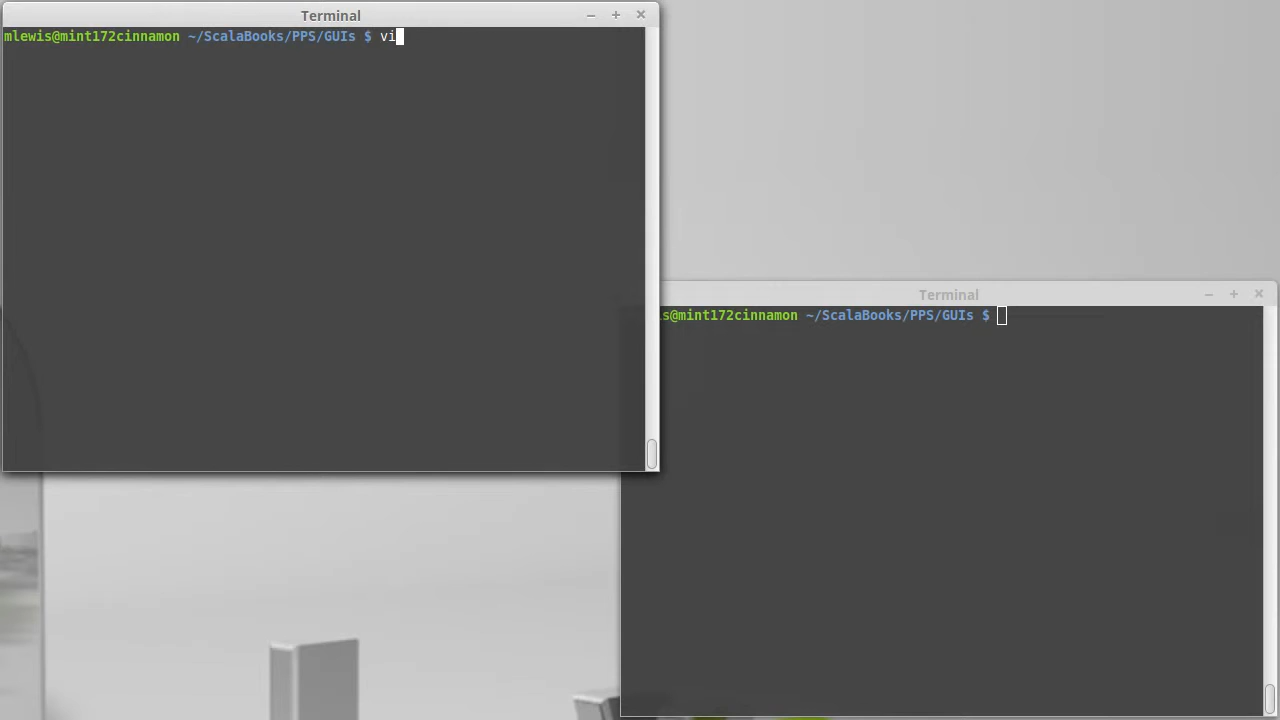 Terminal
mlewis@mint172cinnamon ~/ScalaBooks/PPS/GUIs $ vi
Terminal
is@mint172cinnamon ~/ScalaBooks/PPS/GUIs $